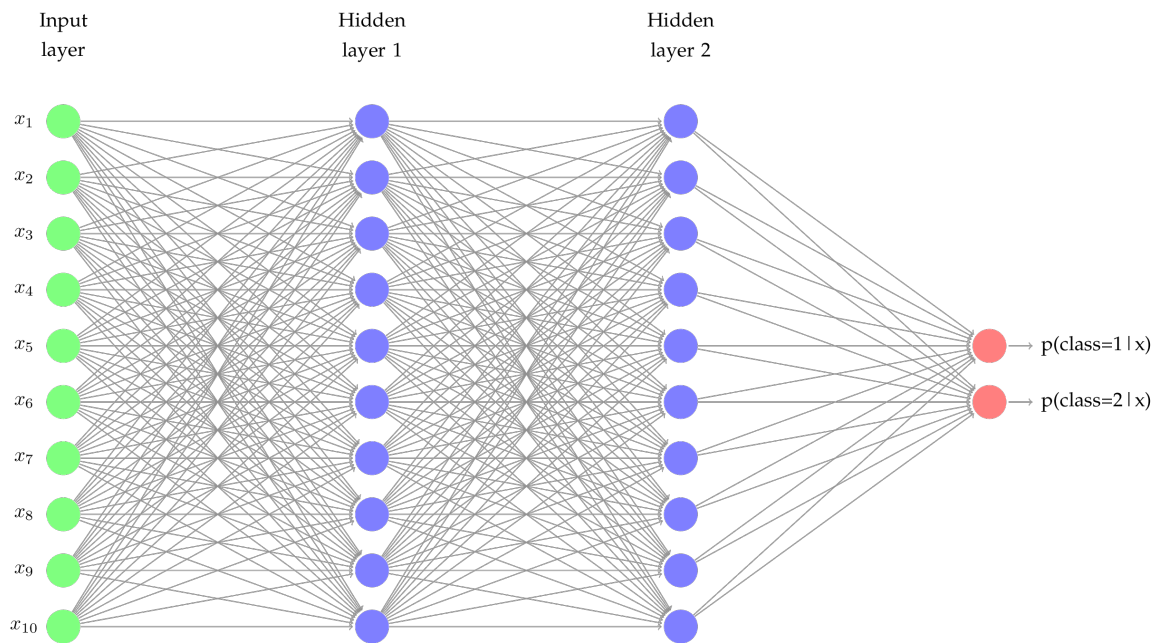 Input
layer
Hidden
layer 1
Hidden
layer 2
x₁
x₂
x₃
x₄
x₅
x₆
x₇
x₈
x₉
x₁₀
p(class=1|x)
p(class=2|x)